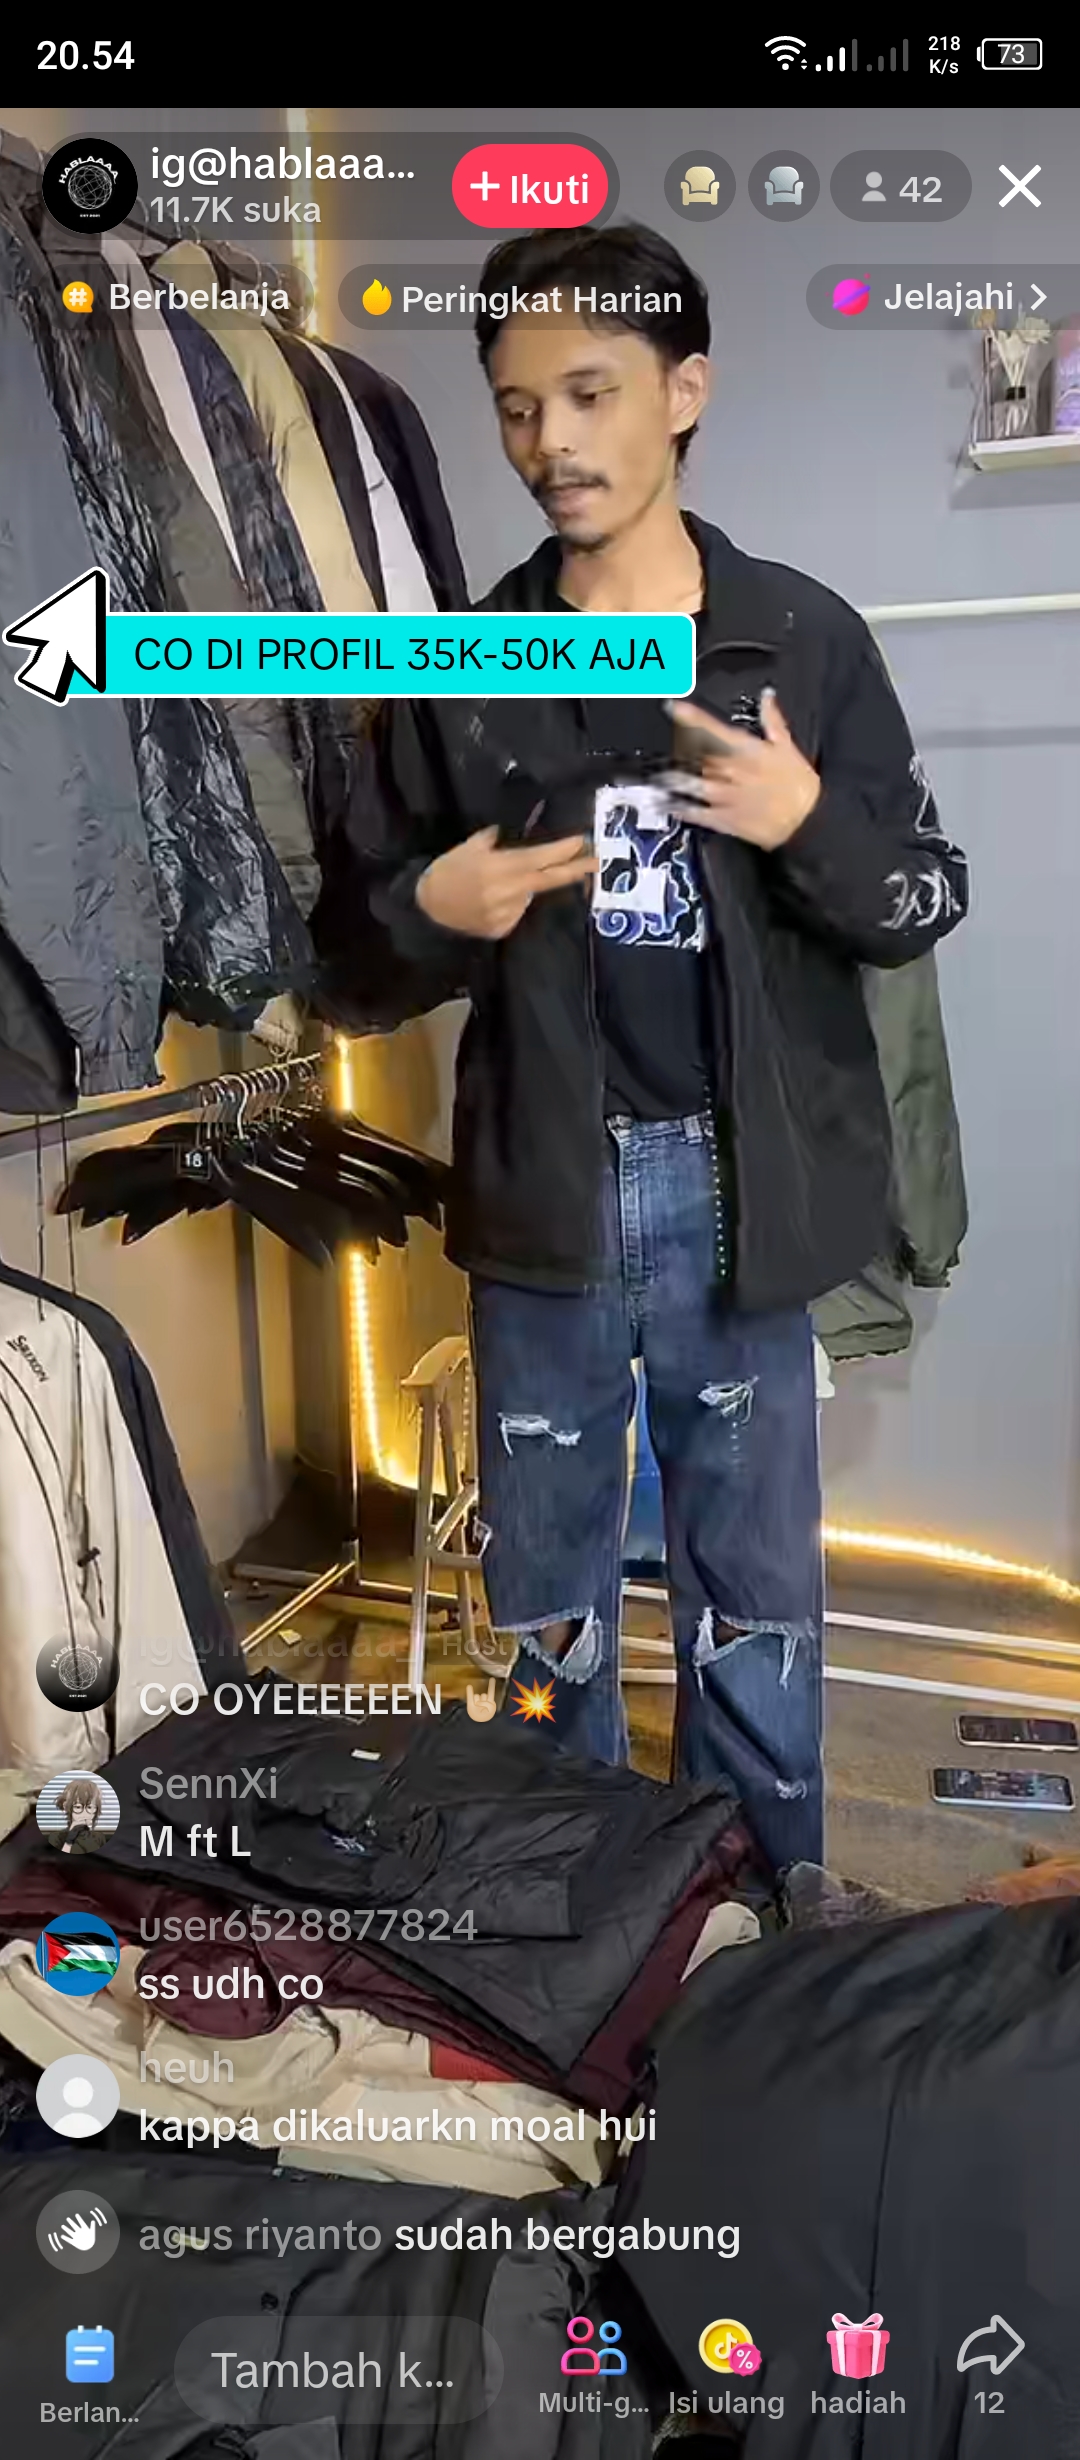 20.54
218
K/s
73
HABLAAAA
ig@hablaaa...
11.7K suka
+ Ikuti
42
Berbelanja
Peringkat Harian
Jelajahi >
CO DI PROFIL 35K-50K AJA
18
ig@hablaaaa_ Host
CO OYEEEEEEN 🤘🏼💥
SennXi
M ft L
user6528877824
ss udh co
heuh
kappa dikaluarkn moal hui
agus riyanto sudah bergabung
Tambah k...
Berlan...
Multi-g...
Isi ulang
hadiah
12